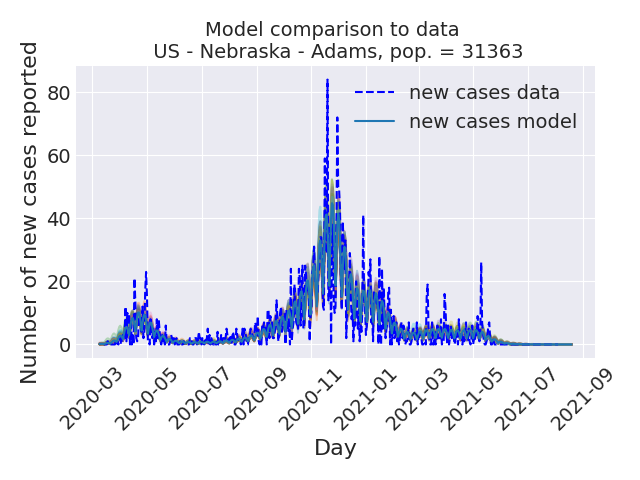 Model comparison to data
US - Nebraska - Adams, pop. = 31363
Number of new cases reported
80
60
40
20
0
new cases data
new cases model
2020-03
2020-05
2020-07
2020-09
2020-11
2021-01
2021-03
2021-05
2021-07
2021-09
Day